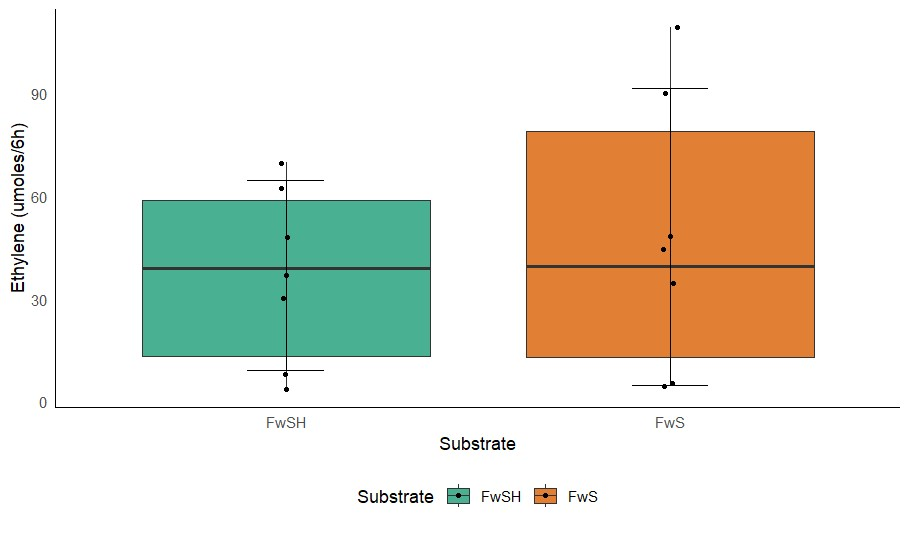 Ethylene (umoles/6h)
90
60
30
0
FwSH FwS
Substrate
Substrate FwSH FwS